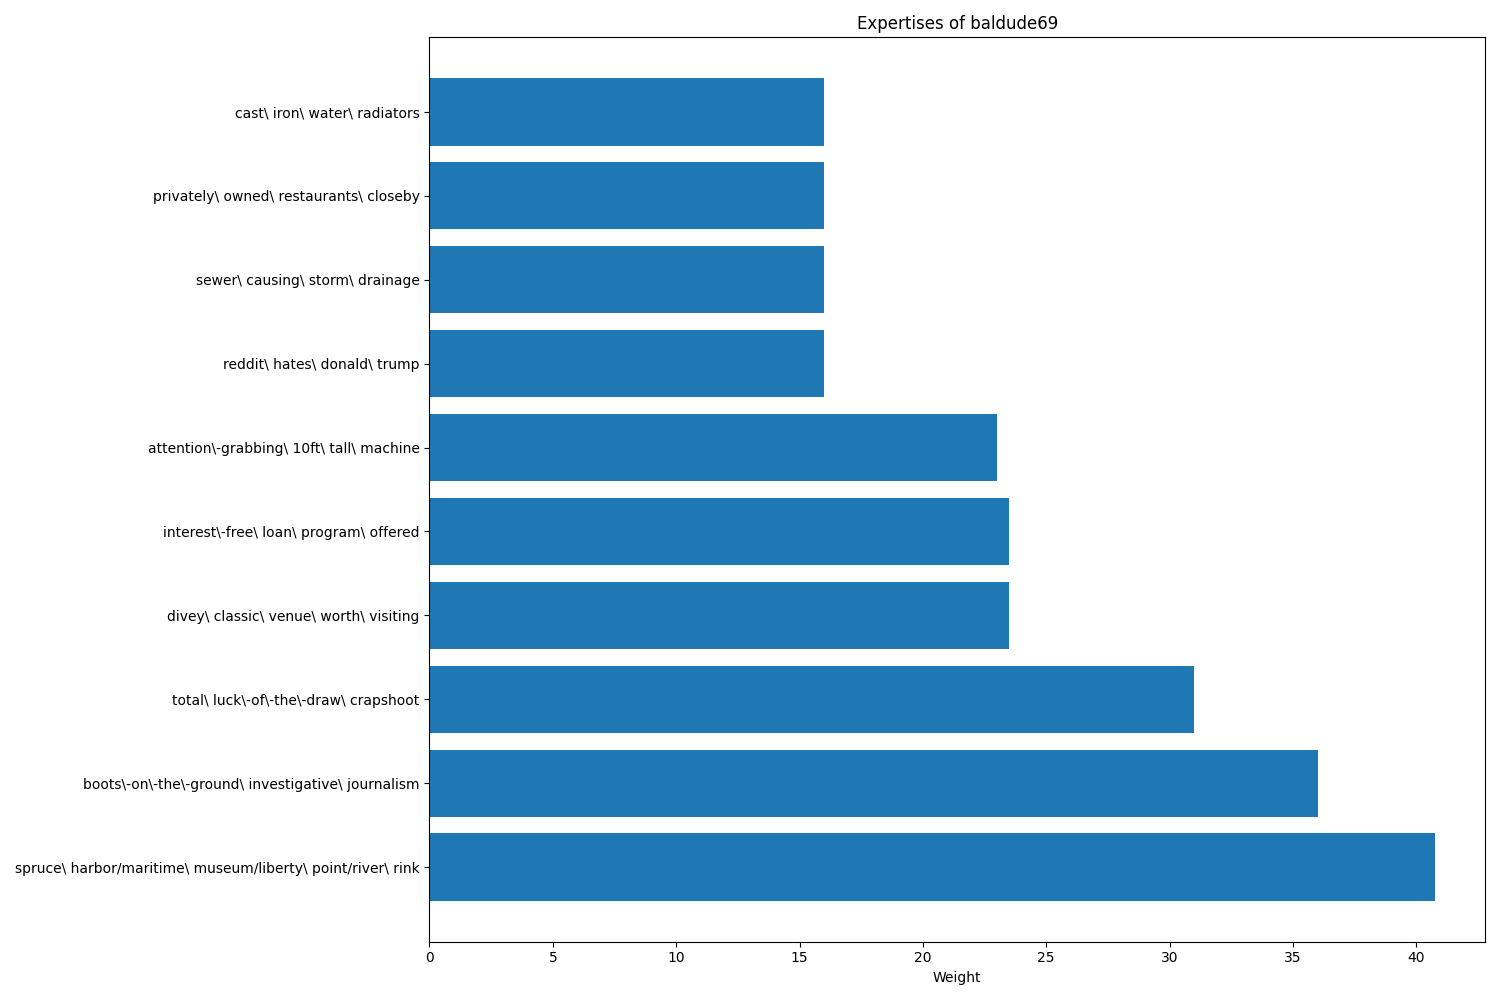 Expertises of baldude69
cast\ iron\ water\ radiators
privately\ owned\ restaurants\ closeby
sewer\ causing\ storm\ drainage
reddit\ hates\ donald\ trump
attention\-grabbing\ 10ft\ tall\ machine
interest\-free\ loan\ program\ offered
divey\ classic\ venue\ worth\ visiting
total\ luck\-of\-the\-draw\ crapshoot
boots\-on\-the\-ground\ investigative\ journalism
spruce\ harbor/maritime\ museum/liberty\ point/river\ rink
0 5 10 15 20 25 30 35 40
Weight